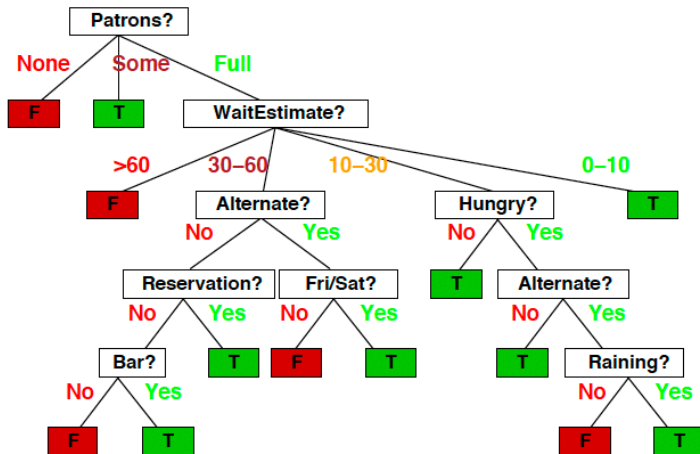 Patrons?
None Some Full
F T WaitEstimate?
>60 30–60 10–30 0–10
F Alternate? Hungry? T
No Yes No Yes
Reservation? Fri/Sat? T Alternate?
No Yes No Yes No Yes
Bar? T F T T Raining?
No Yes No Yes
F T F T